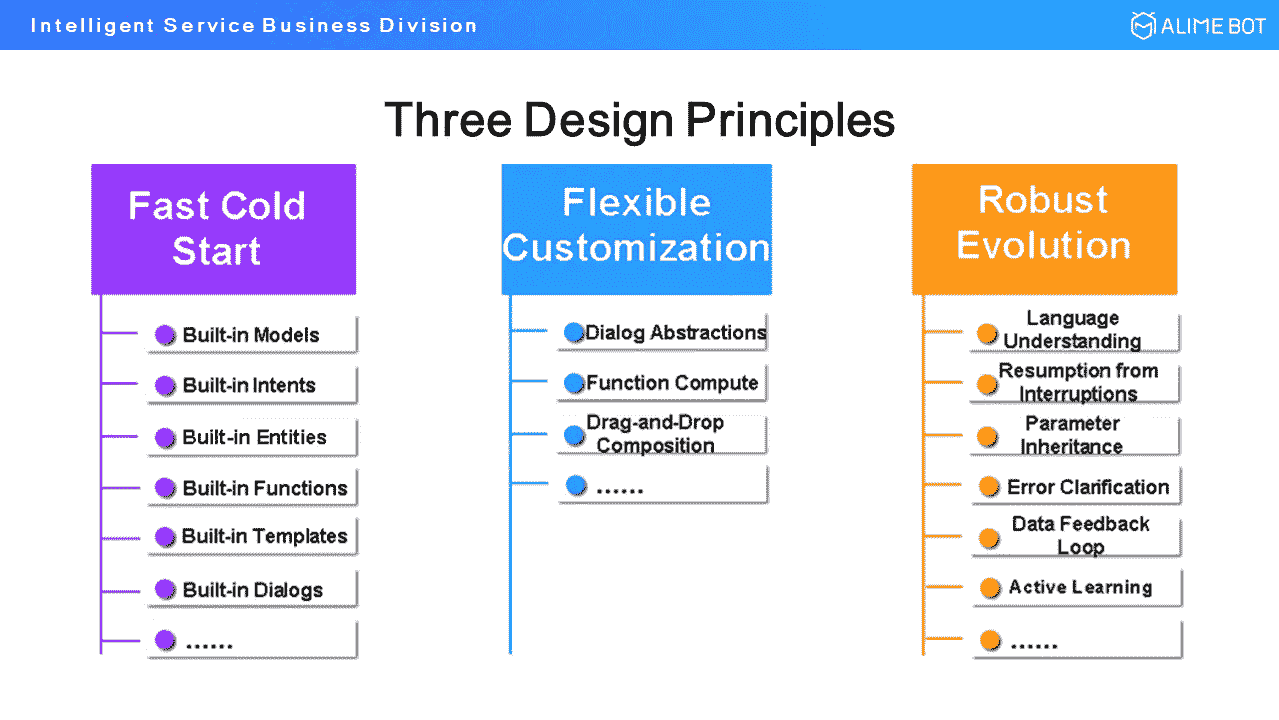 Intelligent Service Business Division
ALIME BOT
Three Design Principles
Fast Cold
Start
Built-in Models
Built-in Intents
Built-in Entities
Built-in Functions
Built-in Templates
Built-in Dialogs
......
Flexible
Customization
Dialog Abstractions
Function Compute
Drag-and-Drop
Composition
......
Robust
Evolution
Language
Understanding
Resumption from
Interruptions
Parameter
Inheritance
Error Clarification
Data Feedback
Loop
Active Learning
......